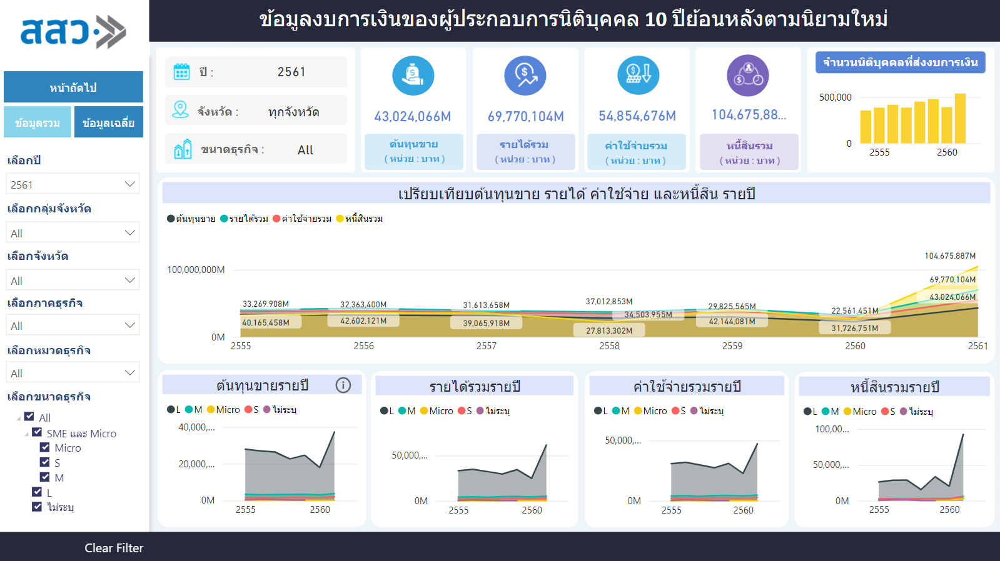 สสว
ข้อมูลงบการเงินของผู้ประกอบการนิติบุคคล 10 ปีย้อนหลังตามนิยามใหม่
หน้าถัดไป
ข้อมูลรวม
ข้อมูลเฉลี่ย
เลือกปี
2561
เลือกกลุ่มจังหวัด
All
เลือกจังหวัด
All
เลือกภาคธุรกิจ
All
เลือกหมวดธุรกิจ
All
เลือกขนาดธุรกิจ
All
SME และ Micro
Micro
S
M
L
ไม่ระบุ
Clear Filter
ปี : 2561
จังหวัด : ทุกจังหวัด
ขนาดธุรกิจ : All
43,024,066M
ต้นทุนขาย
( หน่วย : บาท )
69,770,104M
รายได้รวม
( หน่วย : บาท )
54,854,676M
ค่าใช้จ่ายรวม
( หน่วย : บาท )
104,675,88...
หนี้สินรวม
( หน่วย : บาท )
จำนวนนิติบุคคลที่ส่งงบการเงิน
500,000
0
2555 2560
เปรียบเทียบต้นทุนขาย รายได้ ค่าใช้จ่าย และหนี้สิน รายปี
ต้นทุนขาย รายได้รวม ค่าใช้จ่ายรวม หนี้สินรวม
104,675,887M
100,000,000M
69,770,104M
43,024,066M
33,269,908M 32,363,400M 31,613,658M 37,012,853M 29,825,565M 22,561,451M
34,503,955M
40,165,458M 42,602,121M 39,065,918M 27,813,302M 42,144,081M 31,726,751M
0M
2555 2556 2557 2558 2559 2560 2561
ต้นทุนขายรายปี
L M Micro S ไม่ระบุ
40,000,...
20,000,...
0M
2555 2560
รายได้รวมรายปี
L M Micro S ไม่ระบุ
50,000,...
0M
2555 2560
ค่าใช้จ่ายรวมรายปี
L M Micro S ไม่ระบุ
50,000,...
0M
2555 2560
หนี้สินรวมรายปี
L M Micro S ไม่ระบุ
100,00...
50,000,...
0M
2555 2560